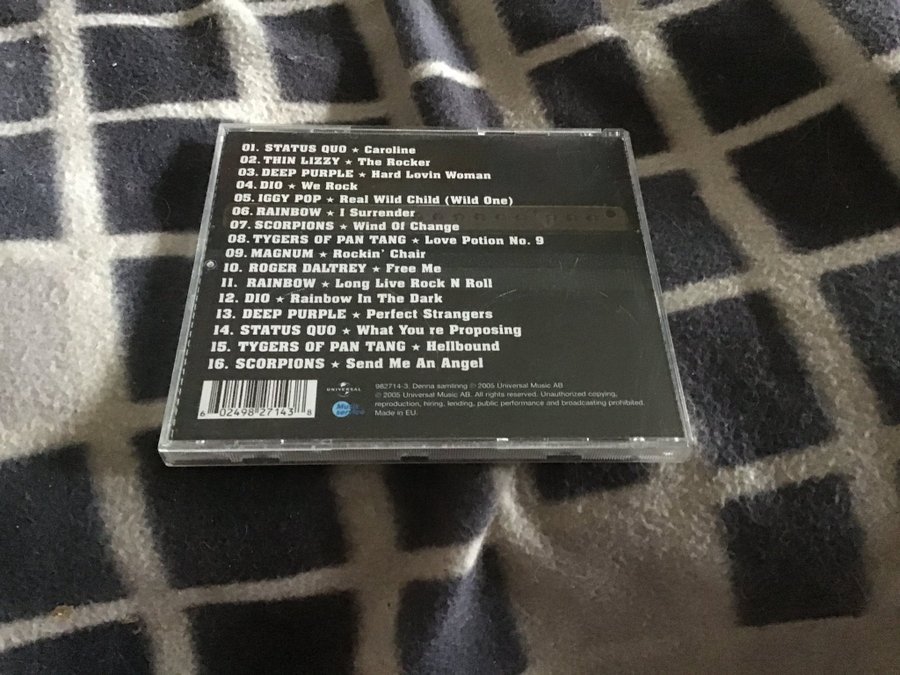 01. STATUS QUO ★ Caroline
02. THIN LIZZY ★ The Rocker
03. DEEP PURPLE ★ Hard Lovin Woman
04. DIO ★ We Rock
05. IGGY POP ★ Real Wild Child (Wild One)
06. RAINBOW ★ I Surrender
07. SCORPIONS ★ Wind Of Change
08. TYGERS OF PAN TANG ★ Love Potion No. 9
09. MAGNUM ★ Rockin' Chair
10. ROGER DALTREY ★ Free Me
11. RAINBOW ★ Long Live Rock N Roll
12. DIO ★ Rainbow In The Dark
13. DEEP PURPLE ★ Perfect Strangers
14. STATUS QUO ★ What You re Proposing
15. TYGERS OF PAN TANG ★ Hellbound
16. SCORPIONS ★ Send Me An Angel
6 02498 27143 8
UNIVERSAL
Music service
982714-3. Denna samling ℗ 2005 Universal Music AB
© 2005 Universal Music AB. All rights reserved. Unauthorized copying,
reproduction, hiring, lending, public performance and broadcasting prohibited.
Made in EU.